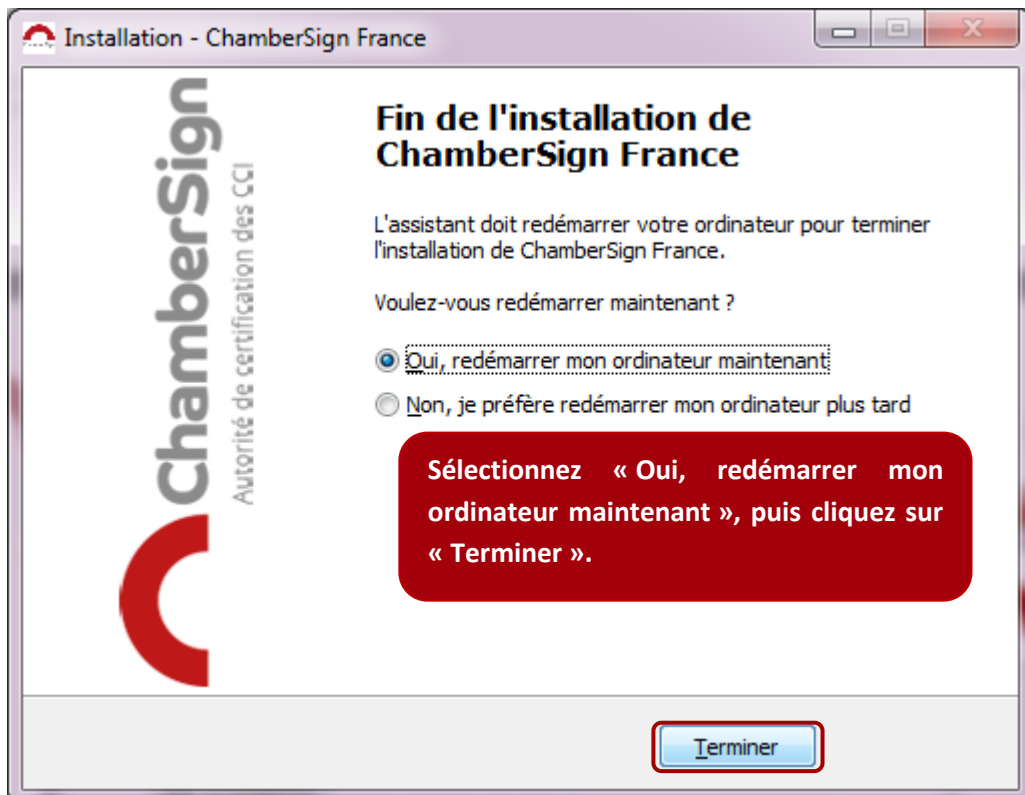 Installation - ChamberSign France
ChamberSign
Autorité de certification des CCI
Fin de l'installation de
ChamberSign France
L'assistant doit redémarrer votre ordinateur pour terminer
l'installation de ChamberSign France.
Voulez-vous redémarrer maintenant ?
Oui, redémarrer mon ordinateur maintenant
Non, je préfère redémarrer mon ordinateur plus tard
Sélectionnez « Oui, redémarrer mon
ordinateur maintenant », puis cliquez sur
« Terminer ».
Terminer